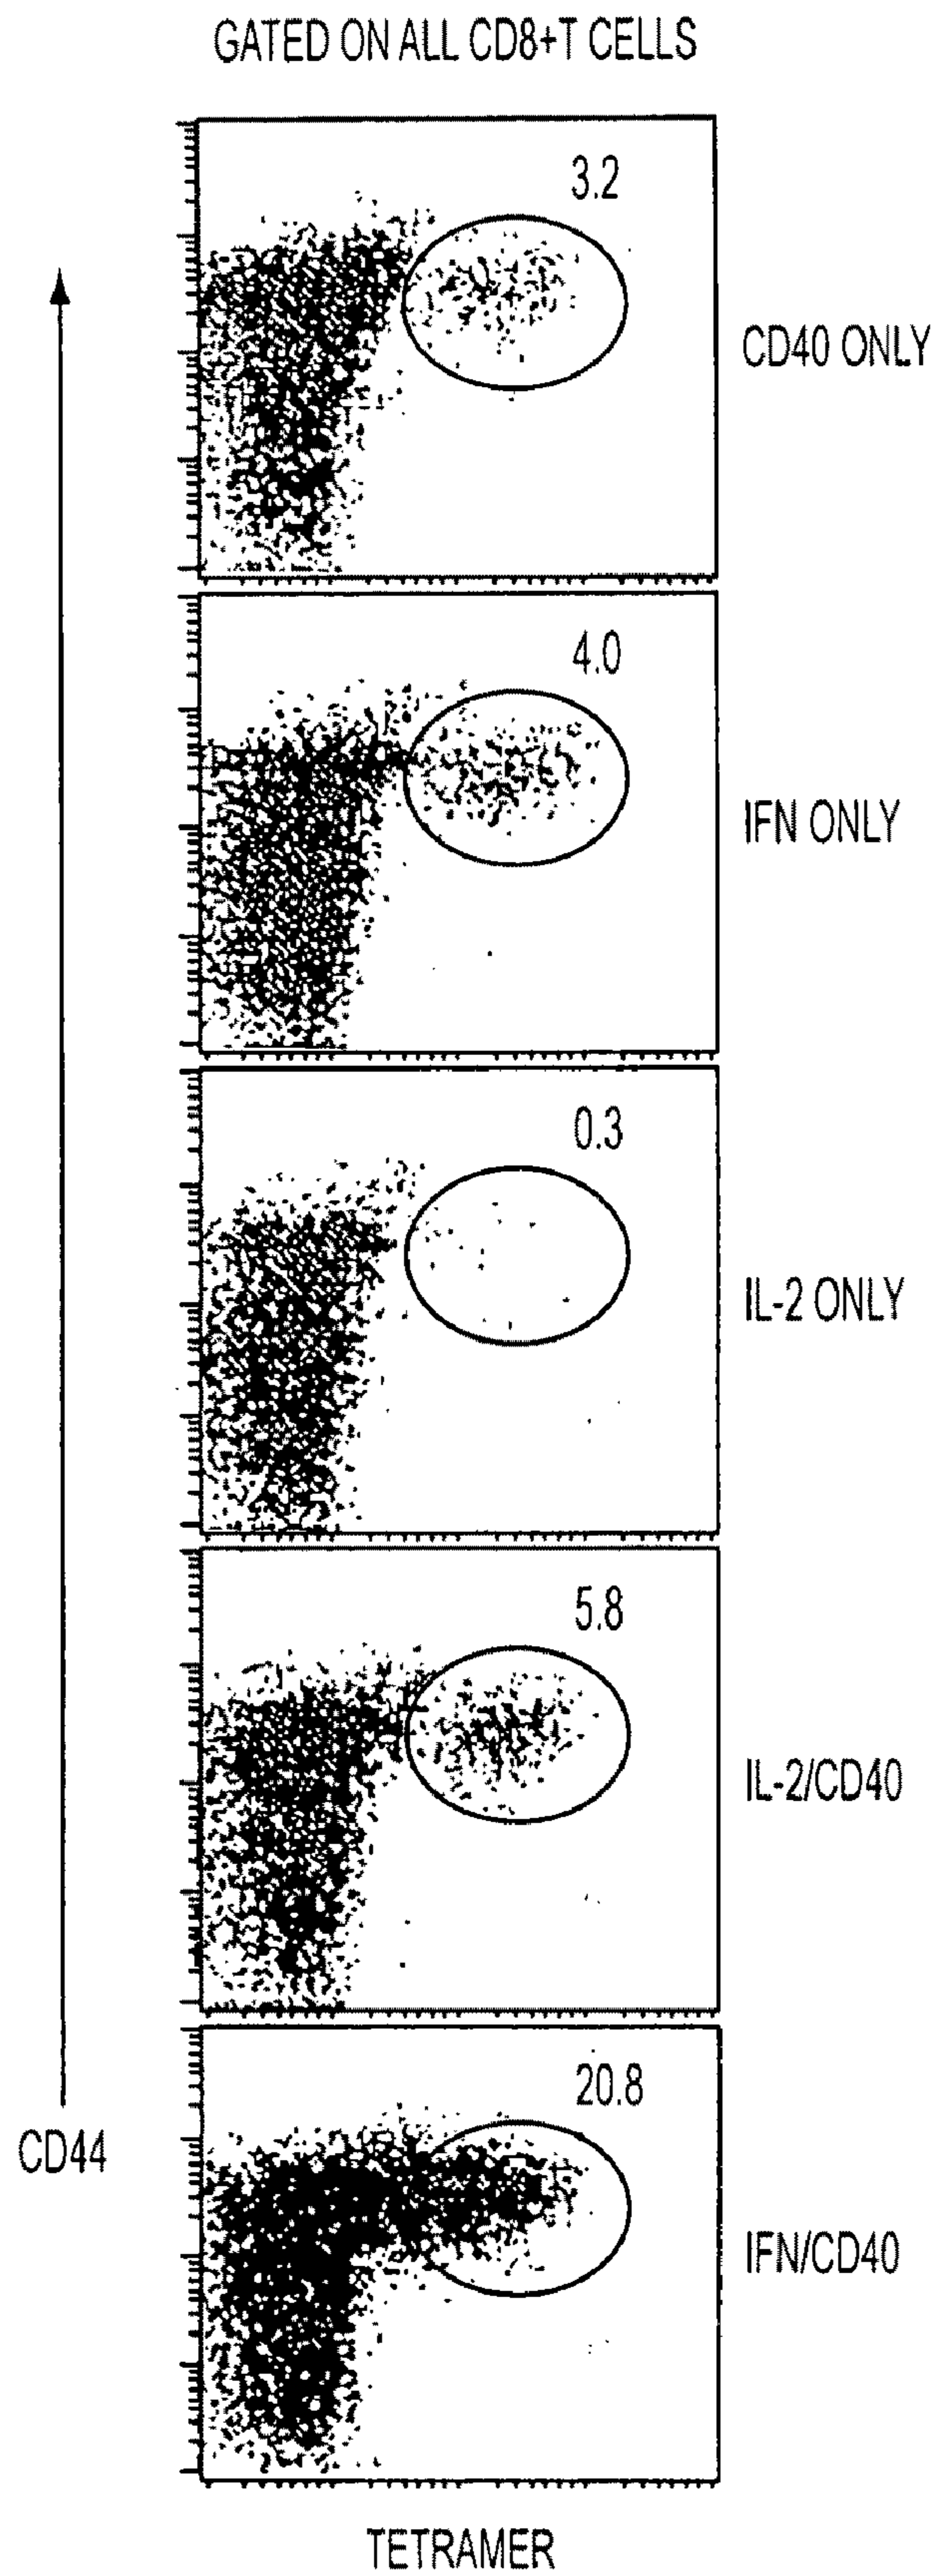 GATED ON ALL CD8+T CELLS
3.2
CD40 ONLY
4.0
IFN ONLY
0.3
IL-2 ONLY
5.8
IL-2/CD40
20.8
CD44
IFN/CD40
TETRAMER